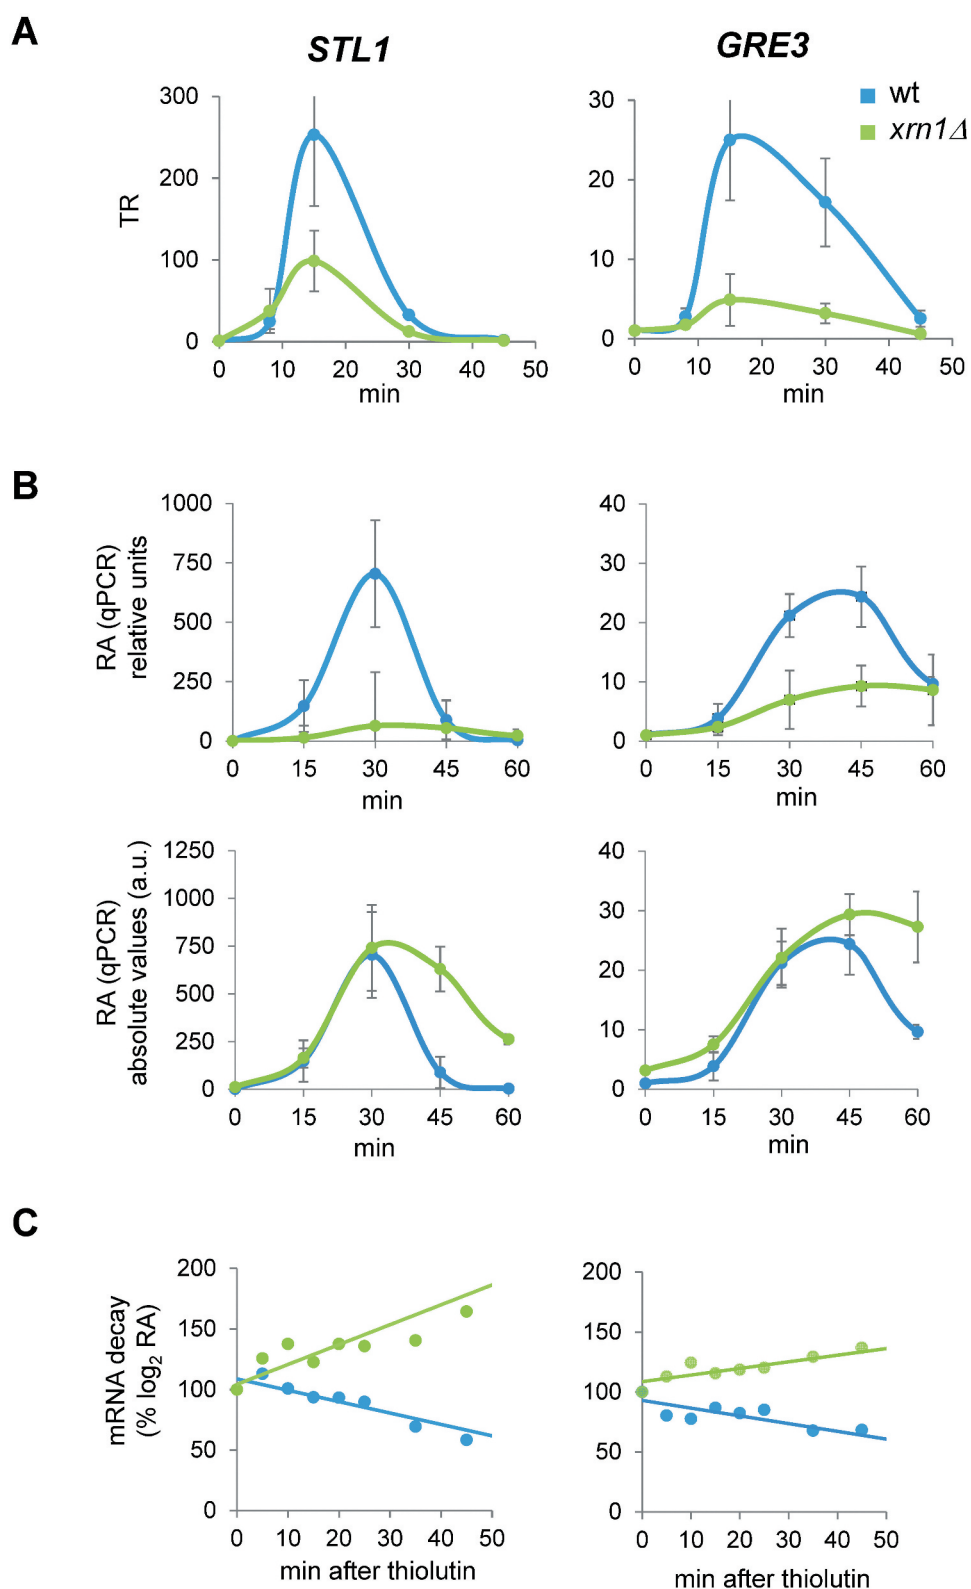 A
STL1
GRE3
wt
xrn1Δ
TR
300
200
100
0
0 10 20 30 40 50
min
30
20
10
0
0 10 20 30 40 50
min
B
RA (qPCR)
relative units
1000
750
500
250
0
0 15 30 45 60
min
40
30
20
10
0
0 15 30 45 60
min
RA (qPCR)
absolute values (a.u.)
1250
1000
750
500
250
0
0 15 30 45 60
min
40
30
20
10
0
0 15 30 45 60
min
C
mRNA decay
(% log₂ RA)
200
150
100
50
0
0 10 20 30 40 50
min after thiolutin
200
150
100
50
0
0 10 20 30 40 50
min after thiolutin